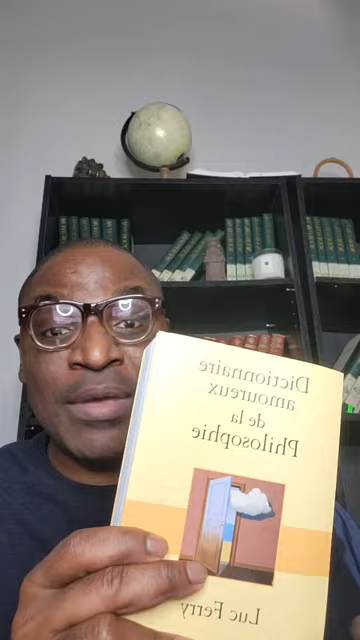 Dictionnaire
amoureux
de la
Philosophie
Luc Ferry